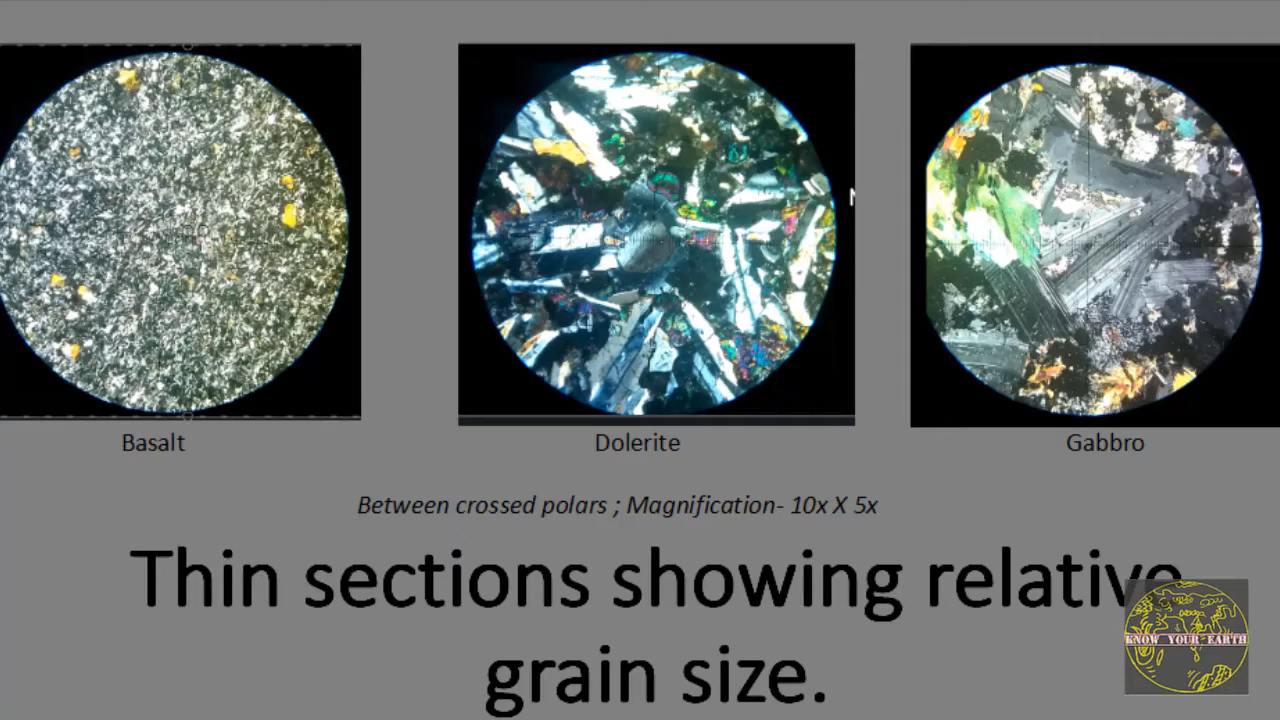 Basalt Dolerite Gabbro
Between crossed polars ; Magnification- 10x X 5x
Thin sections showing relative
grain size.
KNOW YOUR EARTH